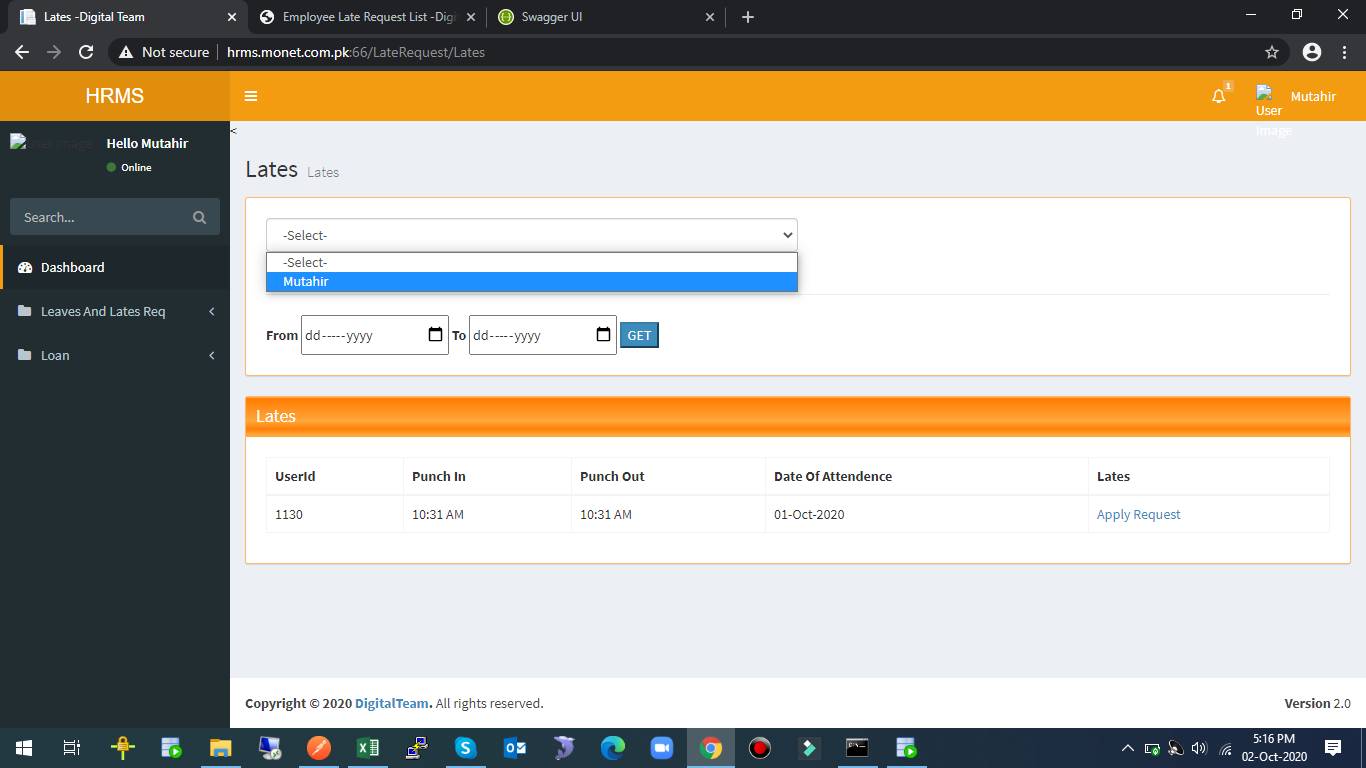 Lates -Digital Team
Employee Late Request List -Digi
Swagger UI
Not secure
hrms.monet.com.pk:66/LateRequest/Lates
HRMS
1
User Image
Mutahir
User Image
Hello Mutahir
Online
<
Lates Lates
Search...
-Select-
-Select-
Mutahir
Dashboard
Leaves And Lates Req
Loan
From dd-----yyyy To dd-----yyyy GET
Lates
UserId Punch In Punch Out Date Of Attendence Lates
1130 10:31 AM 10:31 AM 01-Oct-2020 Apply Request
Copyright © 2020 DigitalTeam. All rights reserved.
Version 2.0
5:16 PM
02-Oct-2020